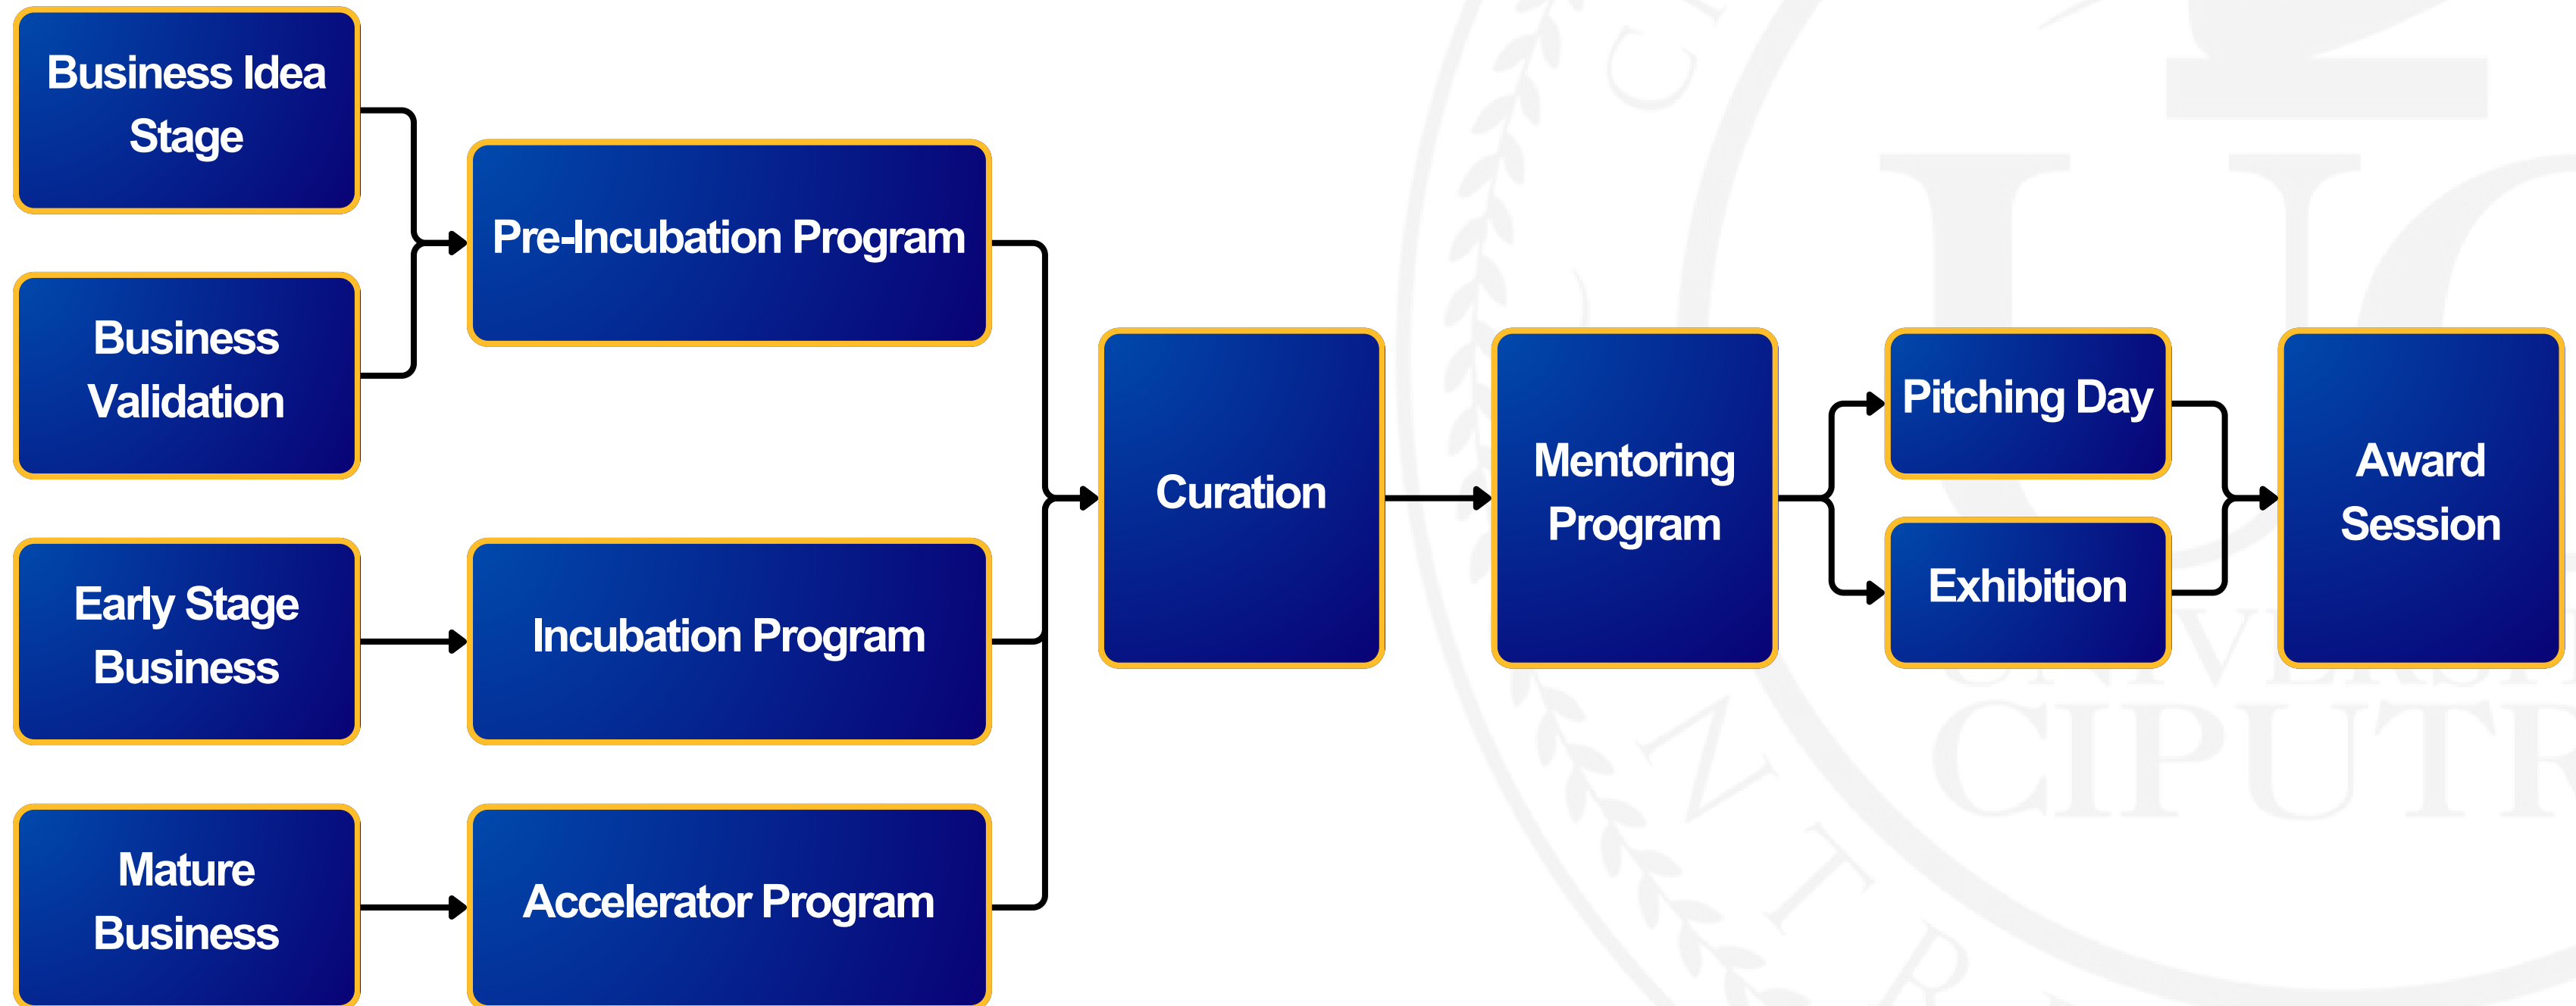 Business Idea
Stage
Business
Validation
Early Stage
Business
Mature
Business
Pre-Incubation Program
Incubation Program
Accelerator Program
Curation
Mentoring
Program
Pitching Day
Exhibition
Award
Session